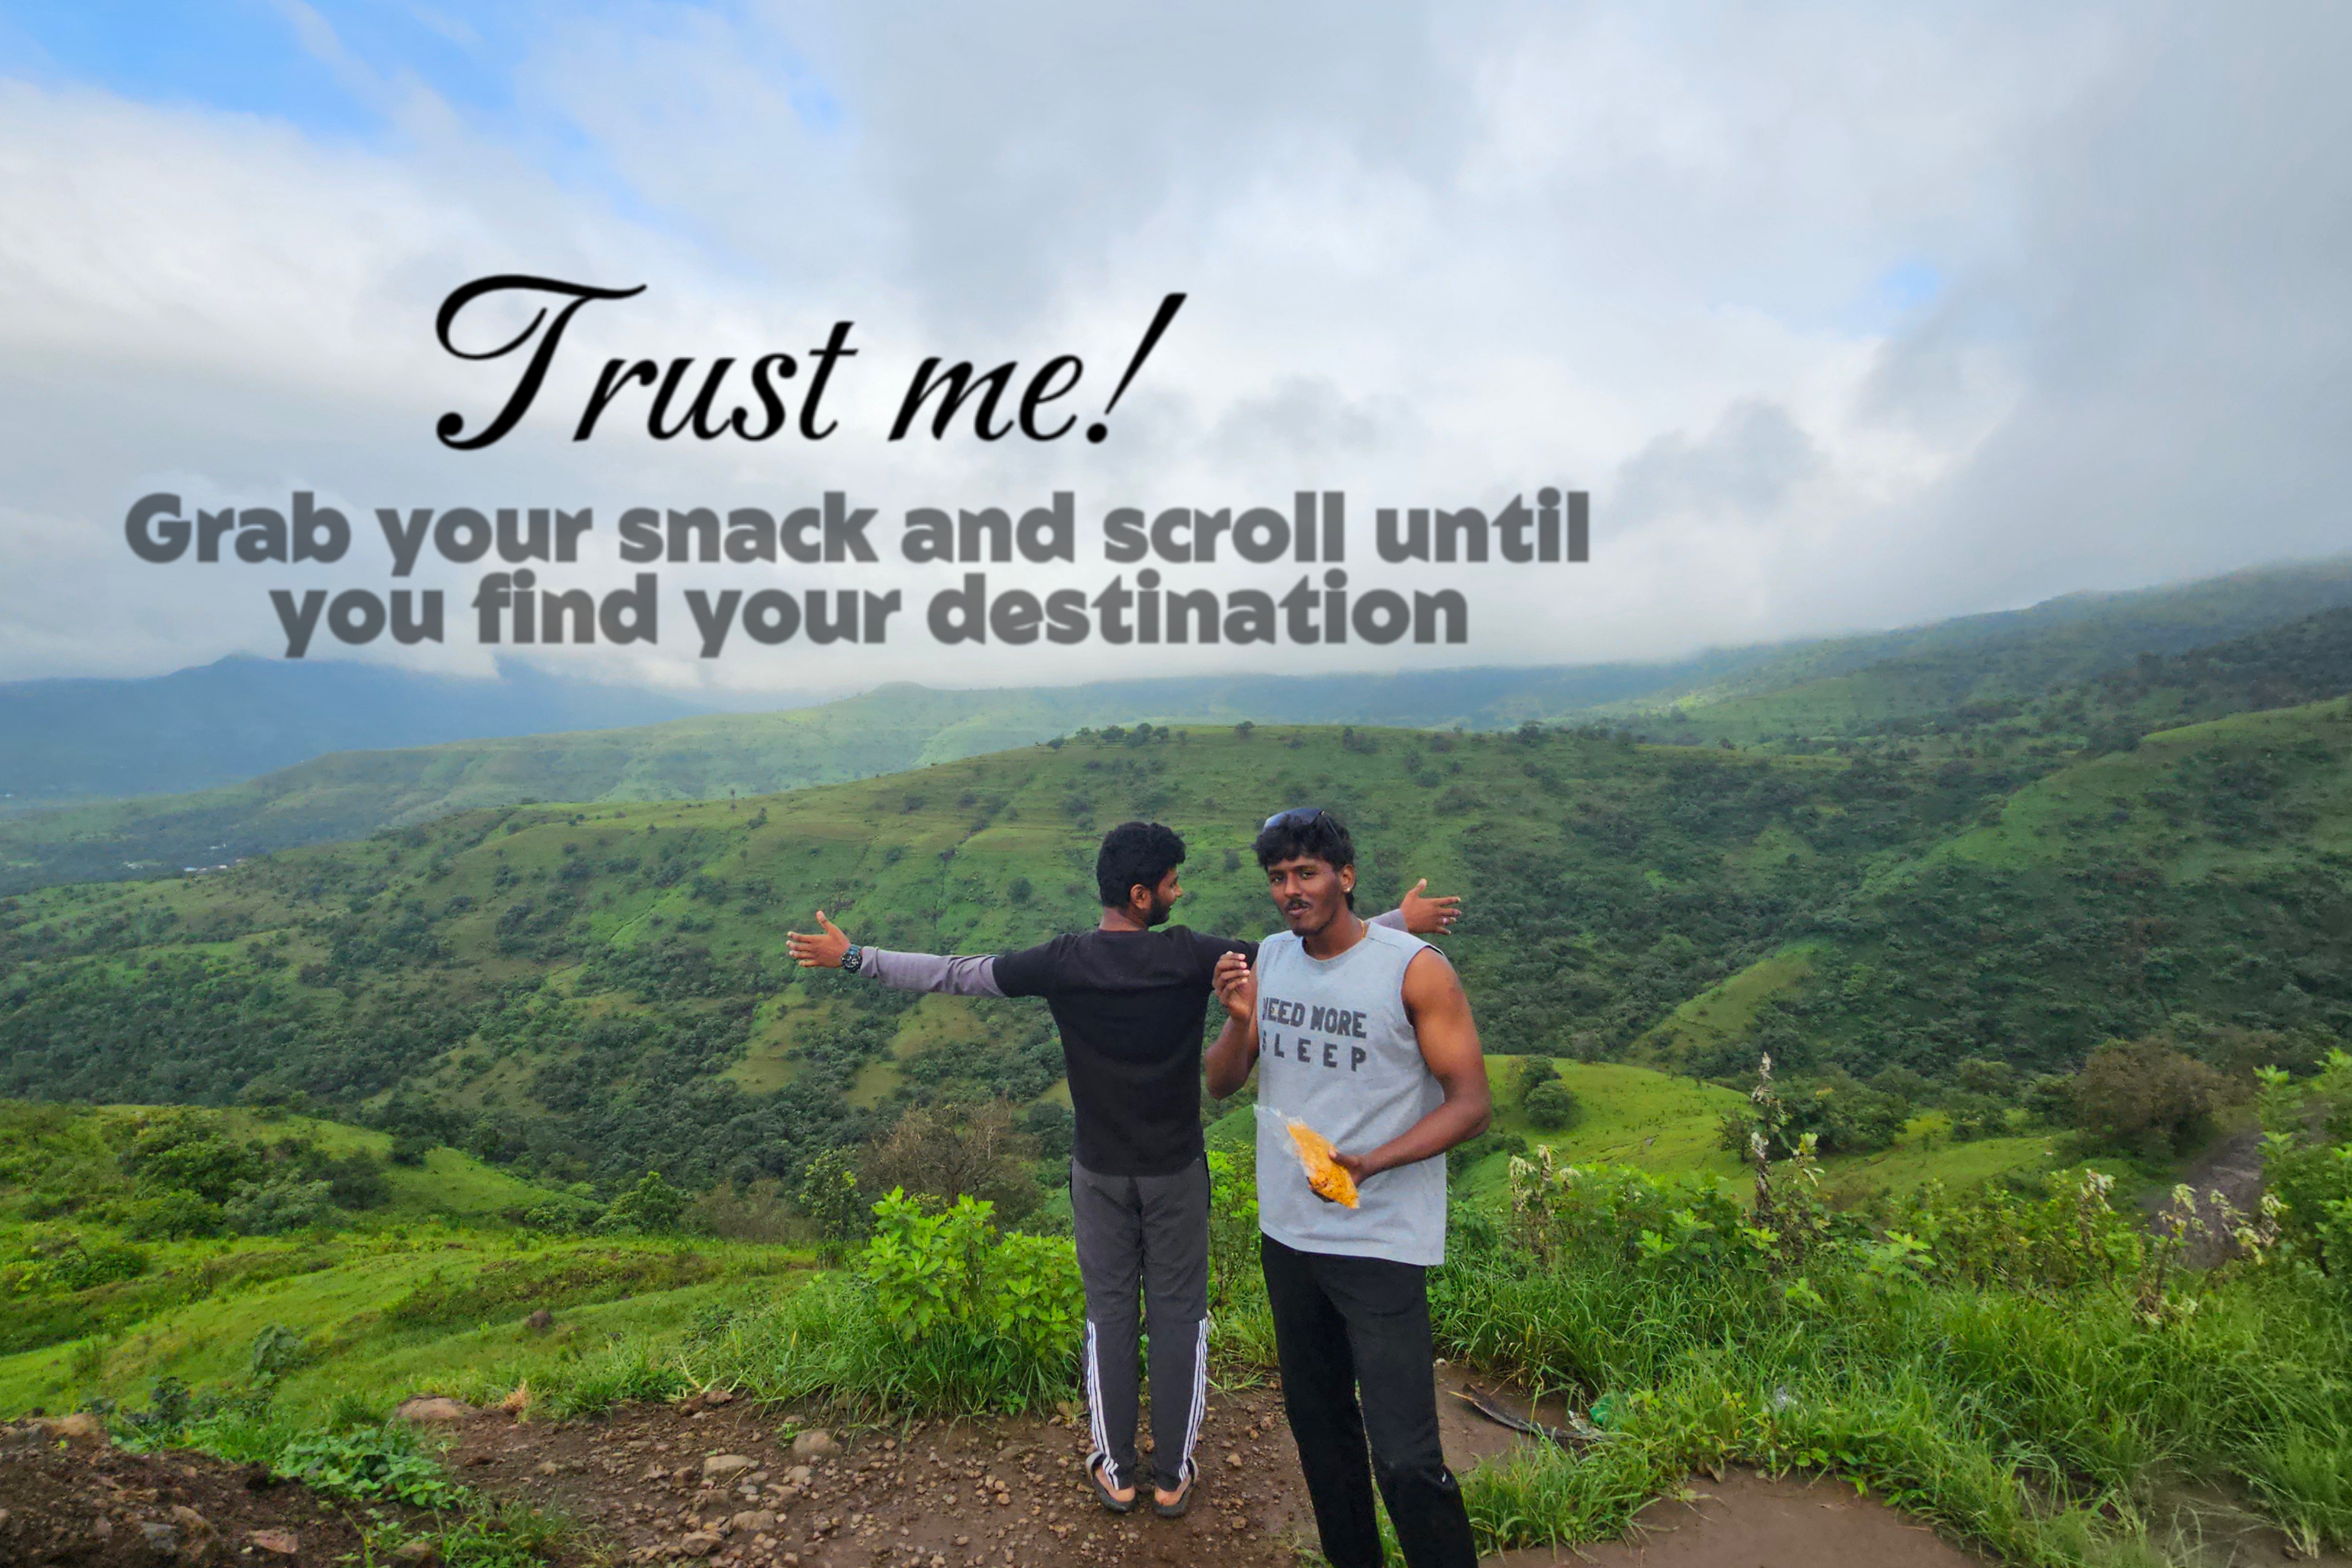 Trust me!
Grab your snack and scroll until
you find your destination
NEED MORE
SLEEP